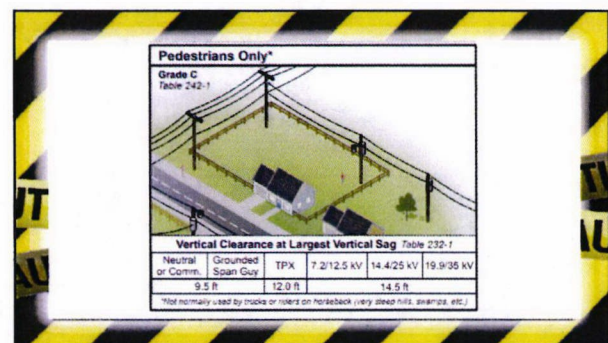 Pedestrians Only*
Grade C
Table 242-1
Vertical Clearance at Largest Vertical Sag Table 232-1
Neutral or Comm. Grounded Span Guy TPX 7.2/12.5 kV 14.4/25 kV 19.9/35 kV
9.5 ft 12.0 ft 14.5 ft
*Not normally used by trucks or riders on horseback (very steep hills, swamps, etc.)